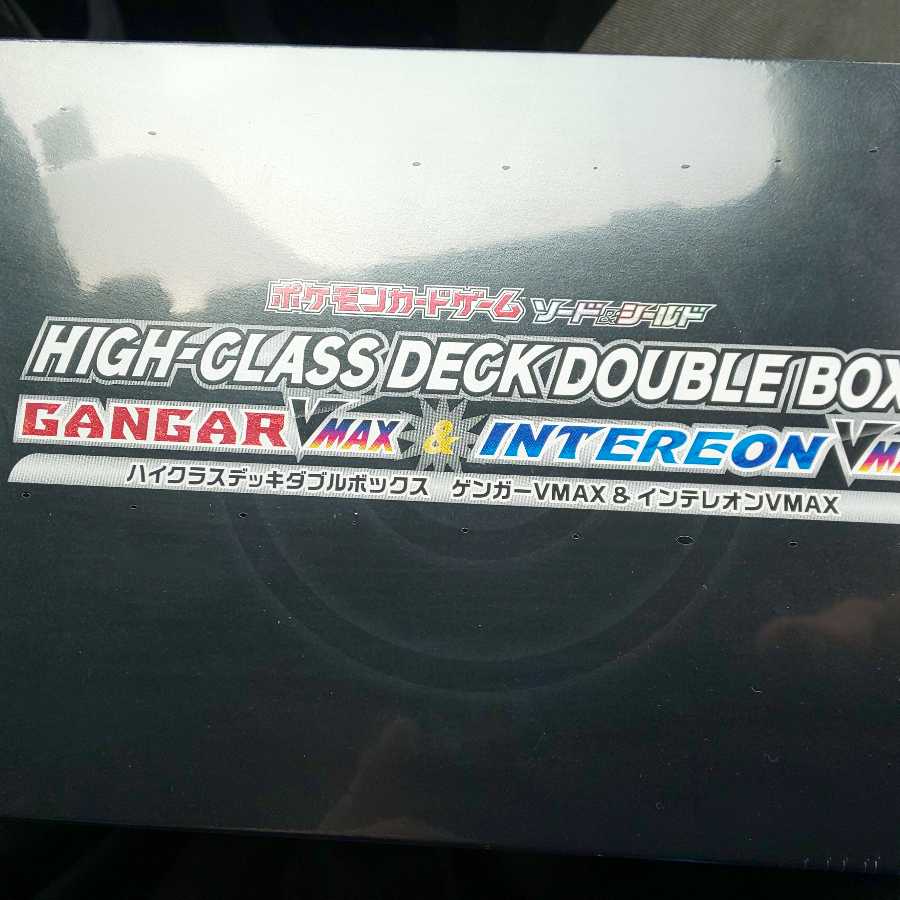 ポケモンカードゲーム ソード&シールド
HIGH-CLASS DECK DOUBLE BOX
GANGAR VMAX & INTEREON VMAX
ハイクラスデッキダブルボックス ゲンガーVMAX & インテレオンVMAX